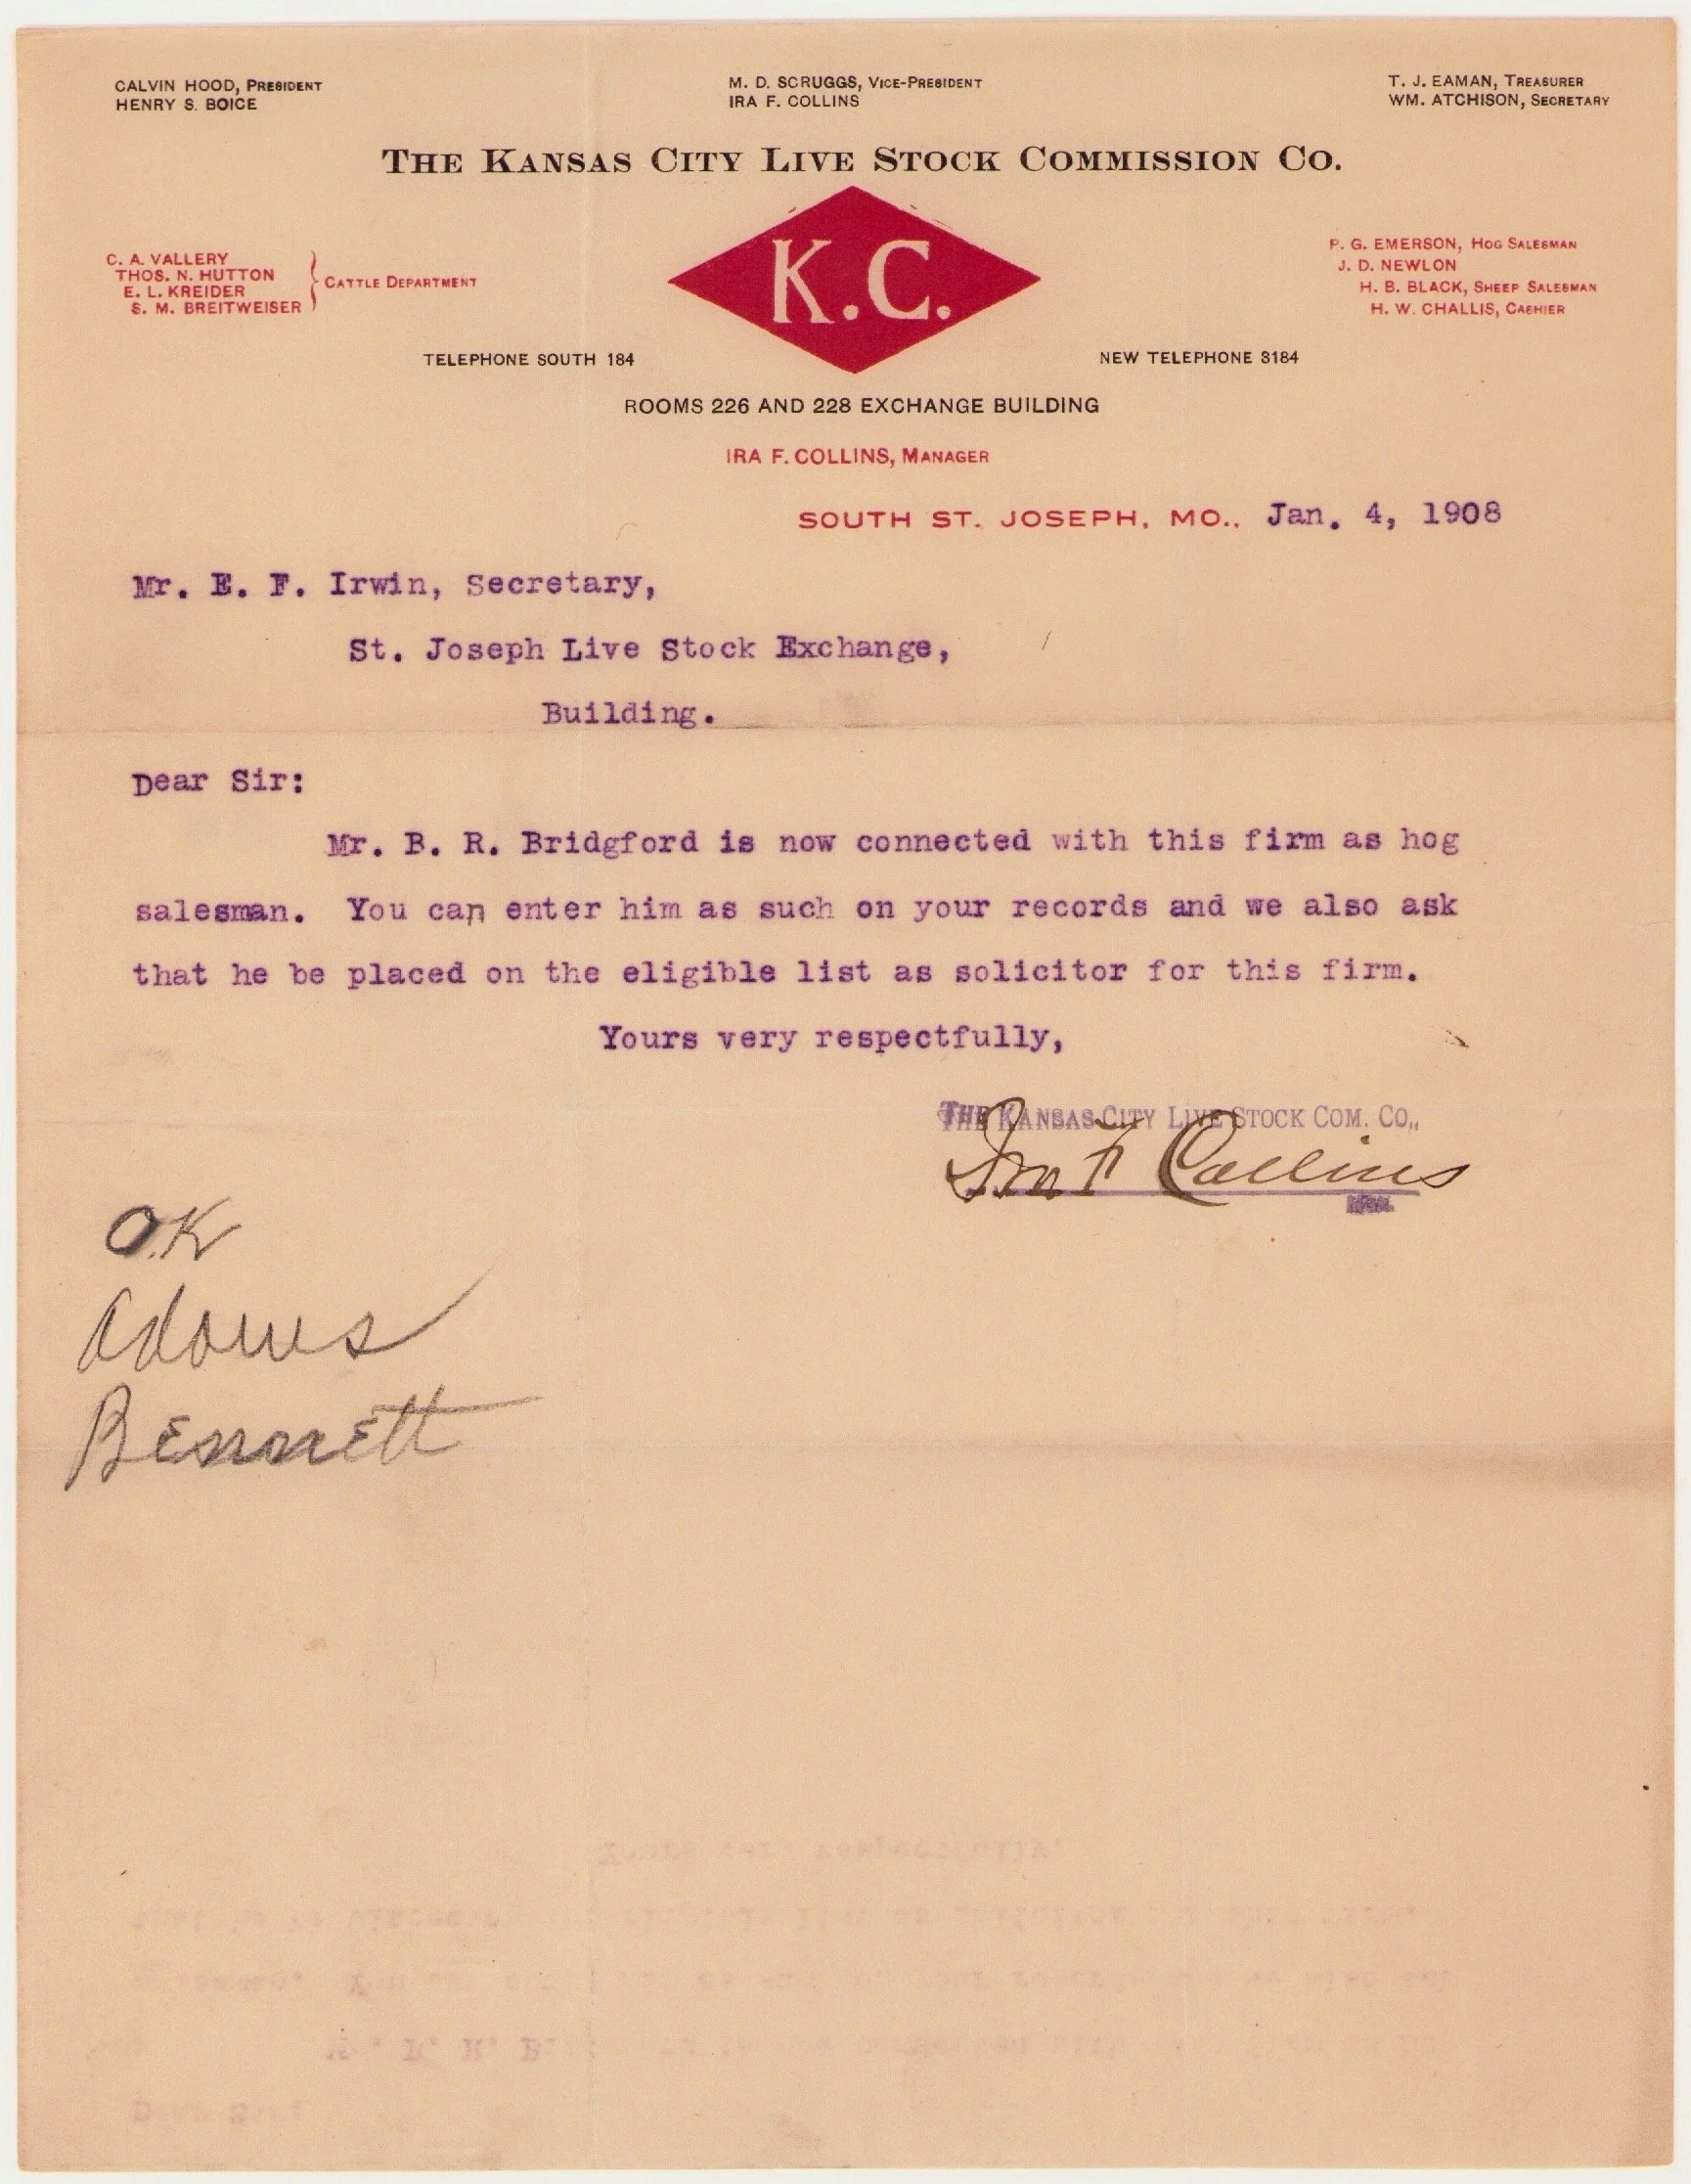 CALVIN HOOD, PRESIDENT
HENRY S. BOICE
M. D. SCRUGGS, VICE-PRESIDENT
IRA F. COLLINS
T. J. EAMAN, TREASURER
WM. ATCHISON, SECRETARY
THE KANSAS CITY LIVE STOCK COMMISSION CO.
K.C.
C. A. VALLERY
THOS. N. HUTTON
E. L. KREIDER
S. M. BREITWEISER
CATTLE DEPARTMENT
P. G. EMERSON, HOG SALESMAN
J. D. NEWLON
H. B. BLACK, SHEEP SALESMAN
H. W. CHALLIS, CASHIER
TELEPHONE SOUTH 184
NEW TELEPHONE 3184
ROOMS 226 AND 228 EXCHANGE BUILDING
IRA F. COLLINS, MANAGER
SOUTH ST. JOSEPH, MO., Jan. 4, 1908
Mr. E. F. Irwin, Secretary,
St. Joseph Live Stock Exchange,
Building.
Dear Sir:
Mr. B. R. Bridgford is now connected with this firm as hog
salesman. You can enter him as such on your records and we also ask
that he be placed on the eligible list as solicitor for this firm.
Yours very respectfully,
THE KANSAS CITY LIVE STOCK COM. CO.,
Ira F Collins
O.K
Adams
Bennett